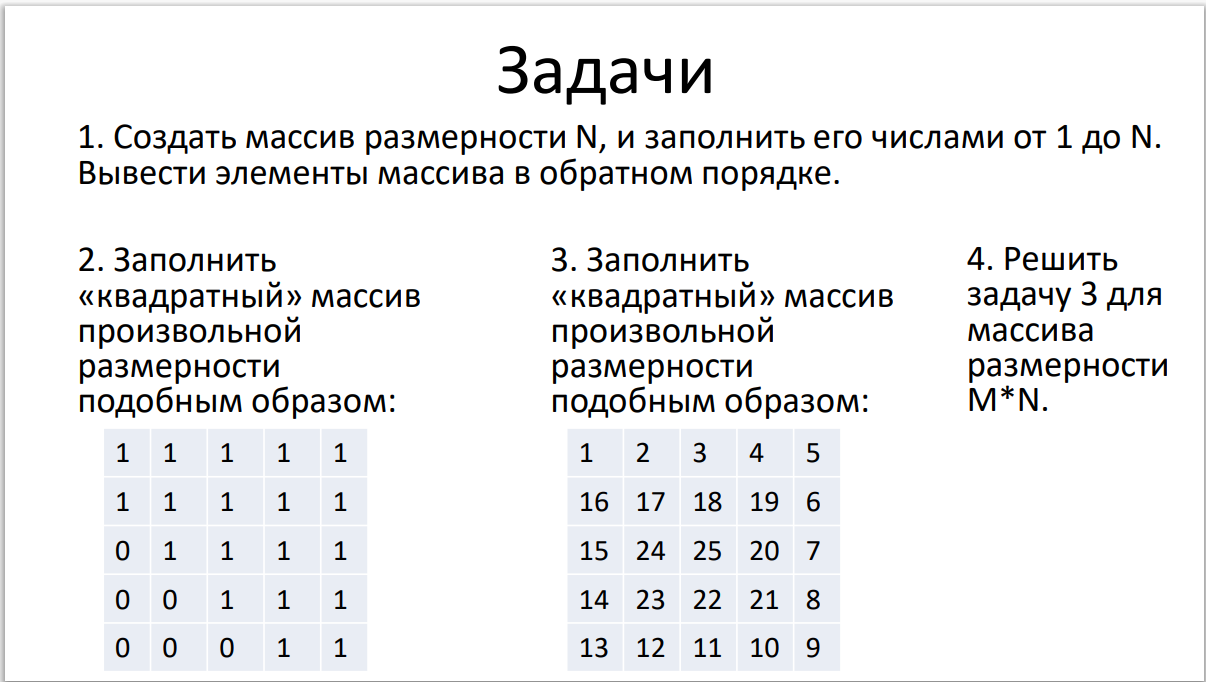 Задачи
1. Создать массив размерности N, и заполнить его числами от 1 до N.
Вывести элементы массива в обратном порядке.
2. Заполнить
«квадратный» массив
произвольной
размерности
подобным образом:
1 1 1 1 1
1 1 1 1 1
0 1 1 1 1
0 0 1 1 1
0 0 0 1 1
3. Заполнить
«квадратный» массив
произвольной
размерности
подобным образом:
1 2 3 4 5
16 17 18 19 6
15 24 25 20 7
14 23 22 21 8
13 12 11 10 9
4. Решить
задачу 3 для
массива
размерности
M*N.